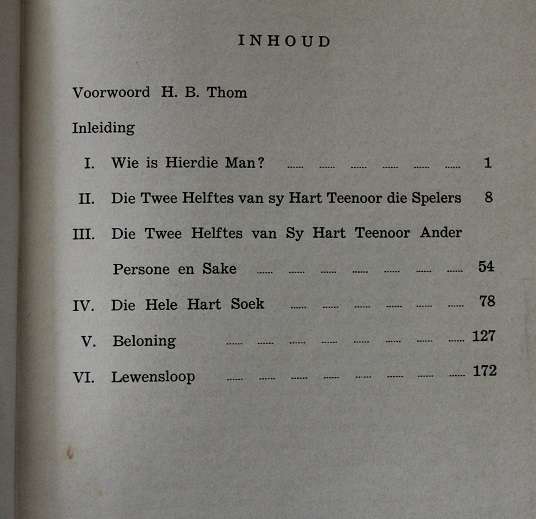 INHOUD
Voorwoord H. B. Thom
Inleiding
I. Wie is Hierdie Man? ...... ...... ...... ...... ...... ...... 1
II. Die Twee Helftes van sy Hart Teenoor die Spelers 8
III. Die Twee Helftes van Sy Hart Teenoor Ander
Persone en Sake ...... ...... ...... ...... ...... ...... ...... 54
IV. Die Hele Hart Soek ...... ...... ...... ...... ...... ...... 78
V. Beloning ...... ...... ...... ...... ...... ...... ...... ...... 127
VI. Lewensloop ...... ...... ...... ...... ...... ...... ...... ...... 172